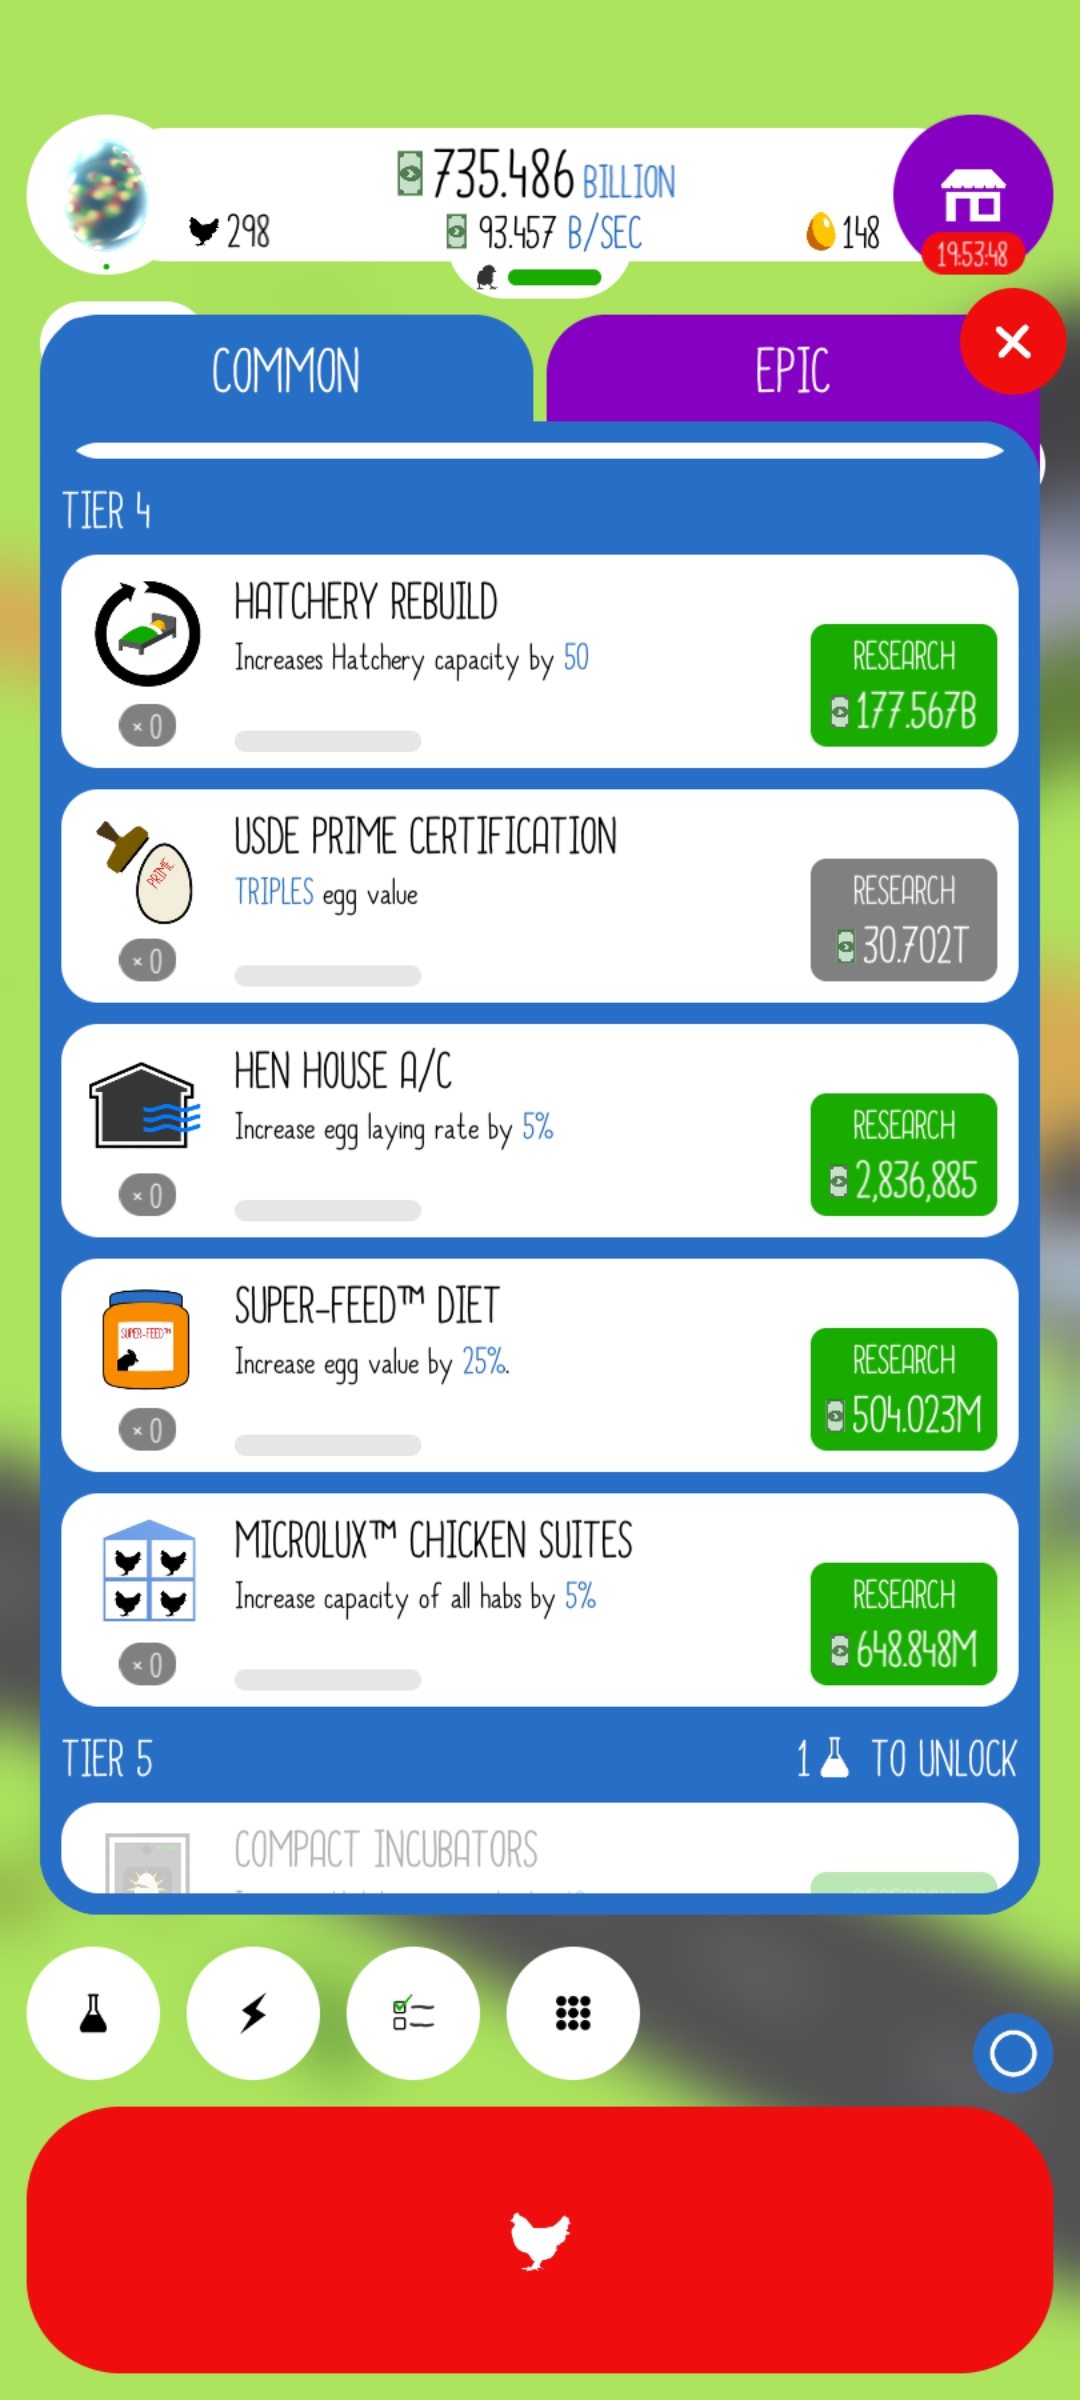 735.486 BILLION
298
93.457 B/SEC
148
19:53:48
COMMON
EPIC
TIER 4
HATCHERY REBUILD
Increases Hatchery capacity by 50
× 0
RESEARCH
177.567B
USDE PRIME CERTIFICATION
TRIPLES egg value
PRIME
× 0
RESEARCH
30.702T
HEN HOUSE A/C
Increase egg laying rate by 5%
× 0
RESEARCH
2,836,885
SUPER-FEED™ DIET
Increase egg value by 25%.
SUPER-FEED™
× 0
RESEARCH
504.023M
MICROLUX™ CHICKEN SUITES
Increase capacity of all habs by 5%
× 0
RESEARCH
648.848M
TIER 5
1 TO UNLOCK
COMPACT INCUBATORS